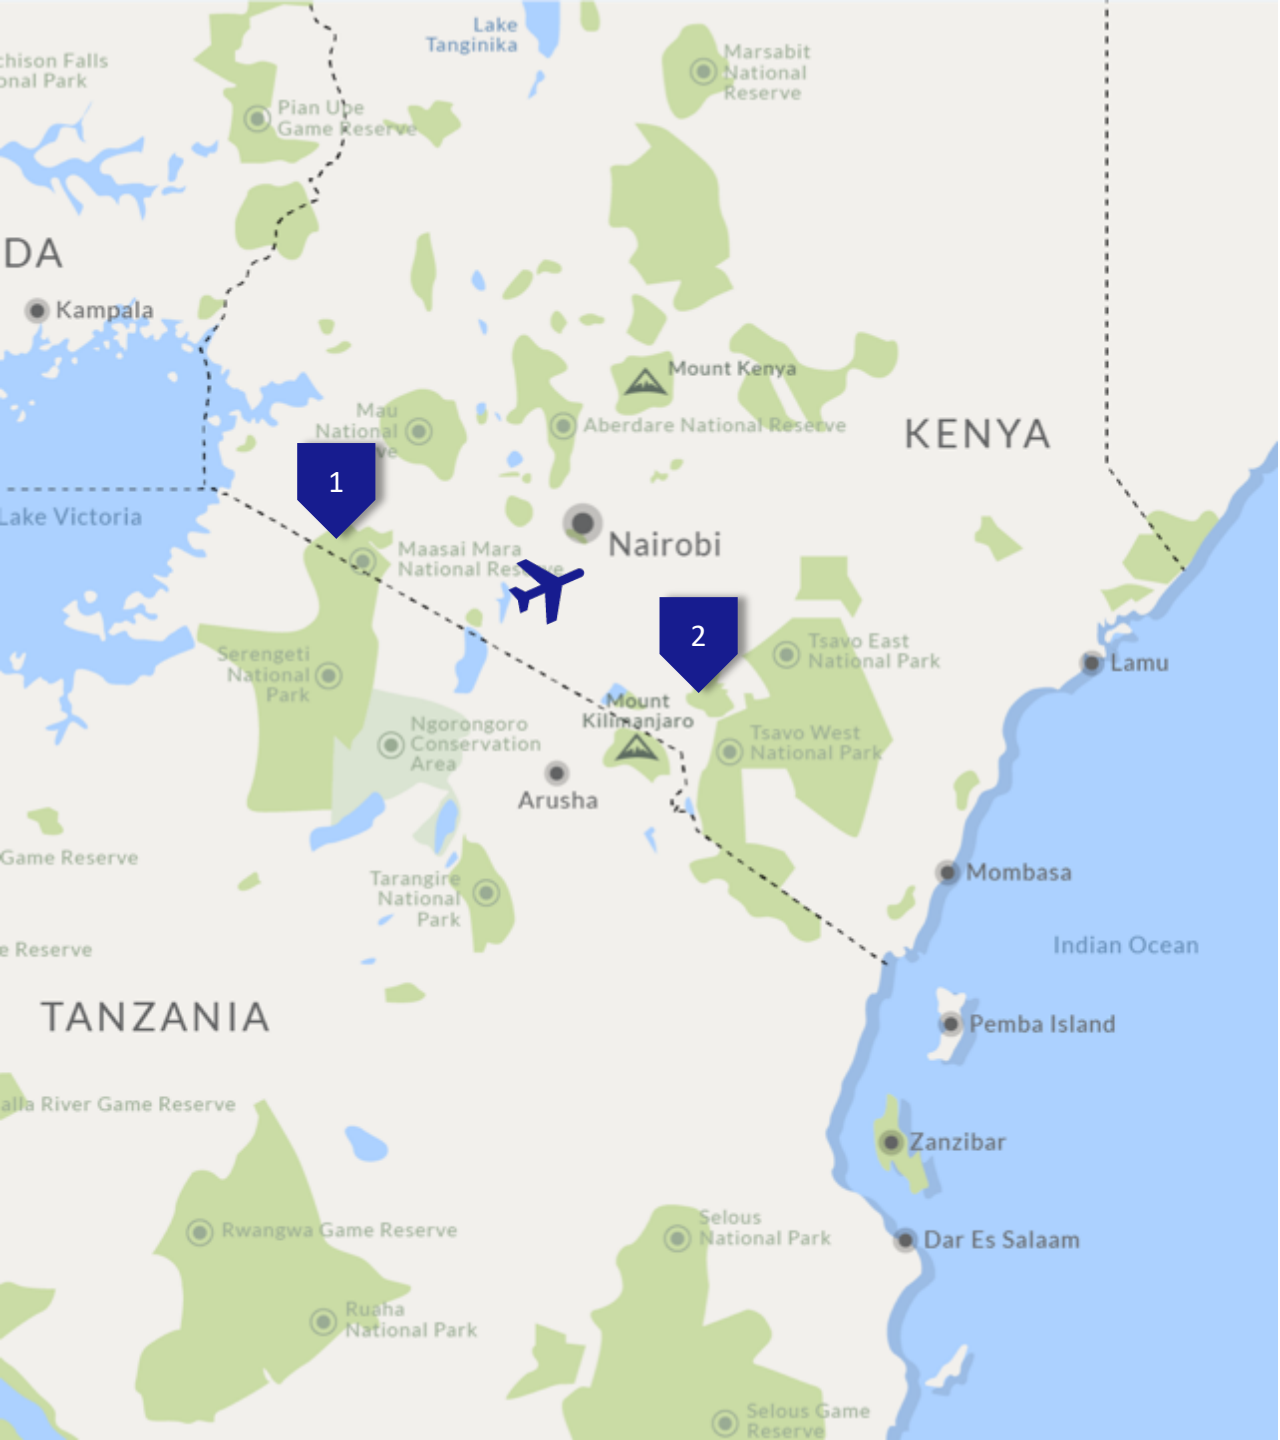 Lake
Tanginika
chison Falls
onal Park
Marsabit
National
Reserve
Pian Upe
Game Reserve
DA
Kampala
Mount Kenya
Mau
National
ve
Aberdare National Reserve
KENYA
1
Lake Victoria
Nairobi
Maasai Mara
National Reserve
2
Tsavo East
National Park
Lamu
Serengeti
National
Park
Mount
Kilimanjaro
Ngorongoro
Conservation
Area
Tsavo West
National Park
Arusha
Game Reserve
Mombasa
Tarangire
National
Park
e Reserve
Indian Ocean
TANZANIA
Pemba Island
alla River Game Reserve
Zanzibar
Rwangwa Game Reserve
Selous
National Park
Dar Es Salaam
Ruaha
National Park
Selous Game
Reserve